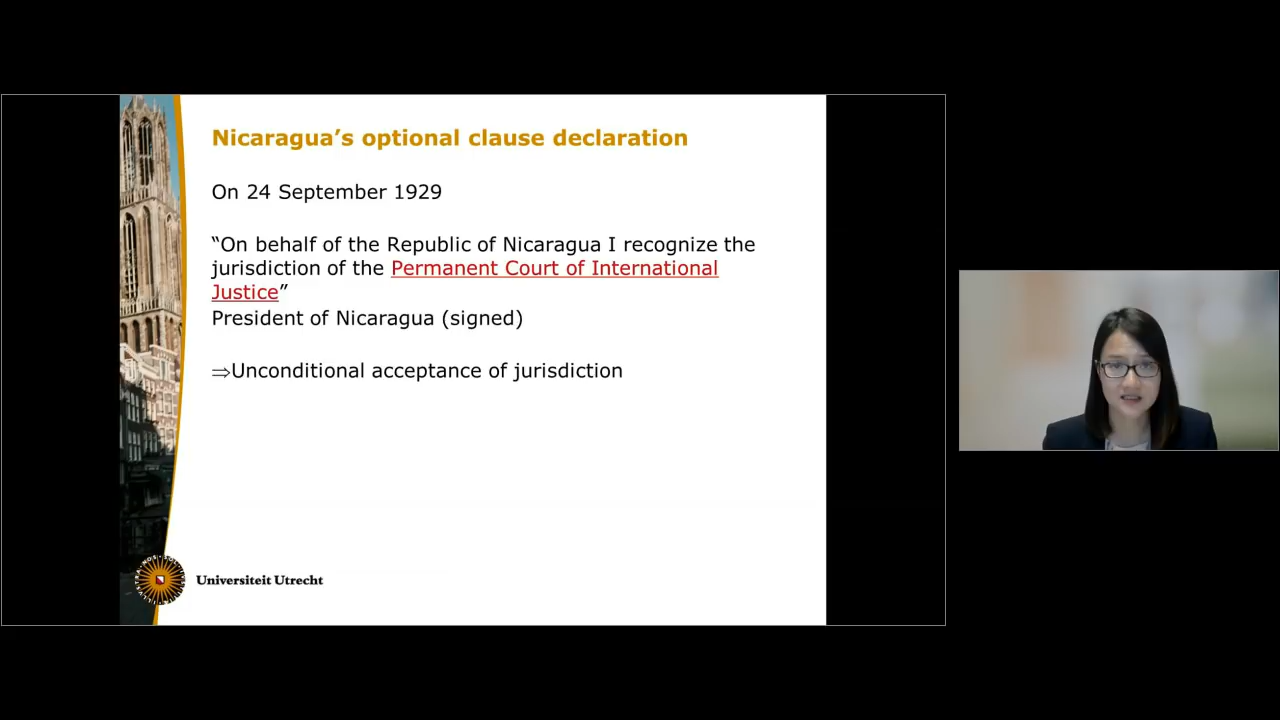 Nicaragua’s optional clause declaration
On 24 September 1929
“On behalf of the Republic of Nicaragua I recognize the
jurisdiction of the Permanent Court of International
Justice”
President of Nicaragua (signed)
⇒Unconditional acceptance of jurisdiction
Universiteit Utrecht